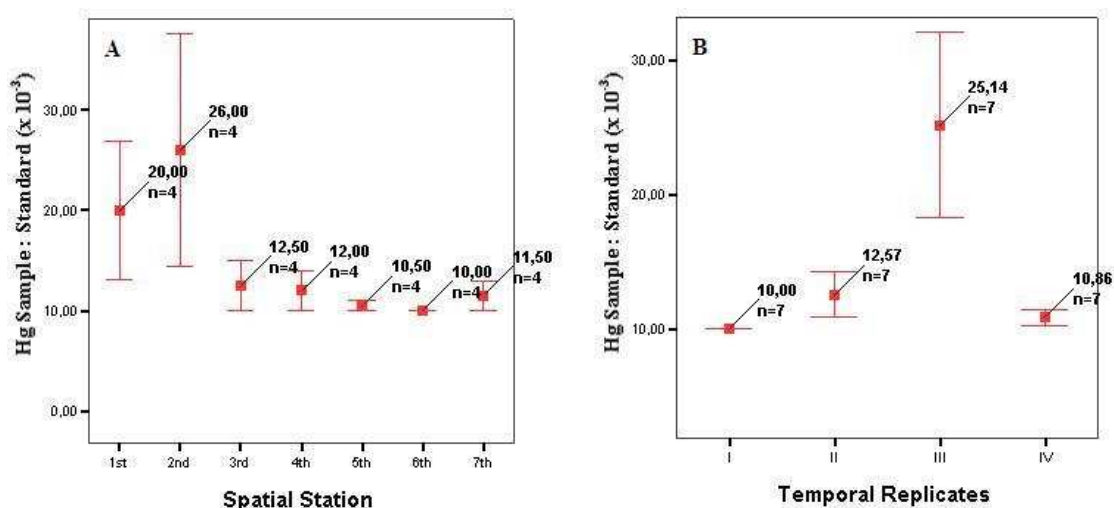 A
Hg Sample : Standard (x 10⁻³)
30,00
20,00
10,00
0,00
20,00
n=4
26,00
n=4
12,50
n=4
12,00
n=4
10,50
n=4
10,00
n=4
11,50
n=4
1st 2nd 3rd 4th 5th 6th 7th
Spatial Station
B
Hg Sample : Standard (x 10⁻³)
30,00
20,00
10,00
10,00
n=7
12,57
n=7
25,14
n=7
10,86
n=7
I II III IV
Temporal Replicates